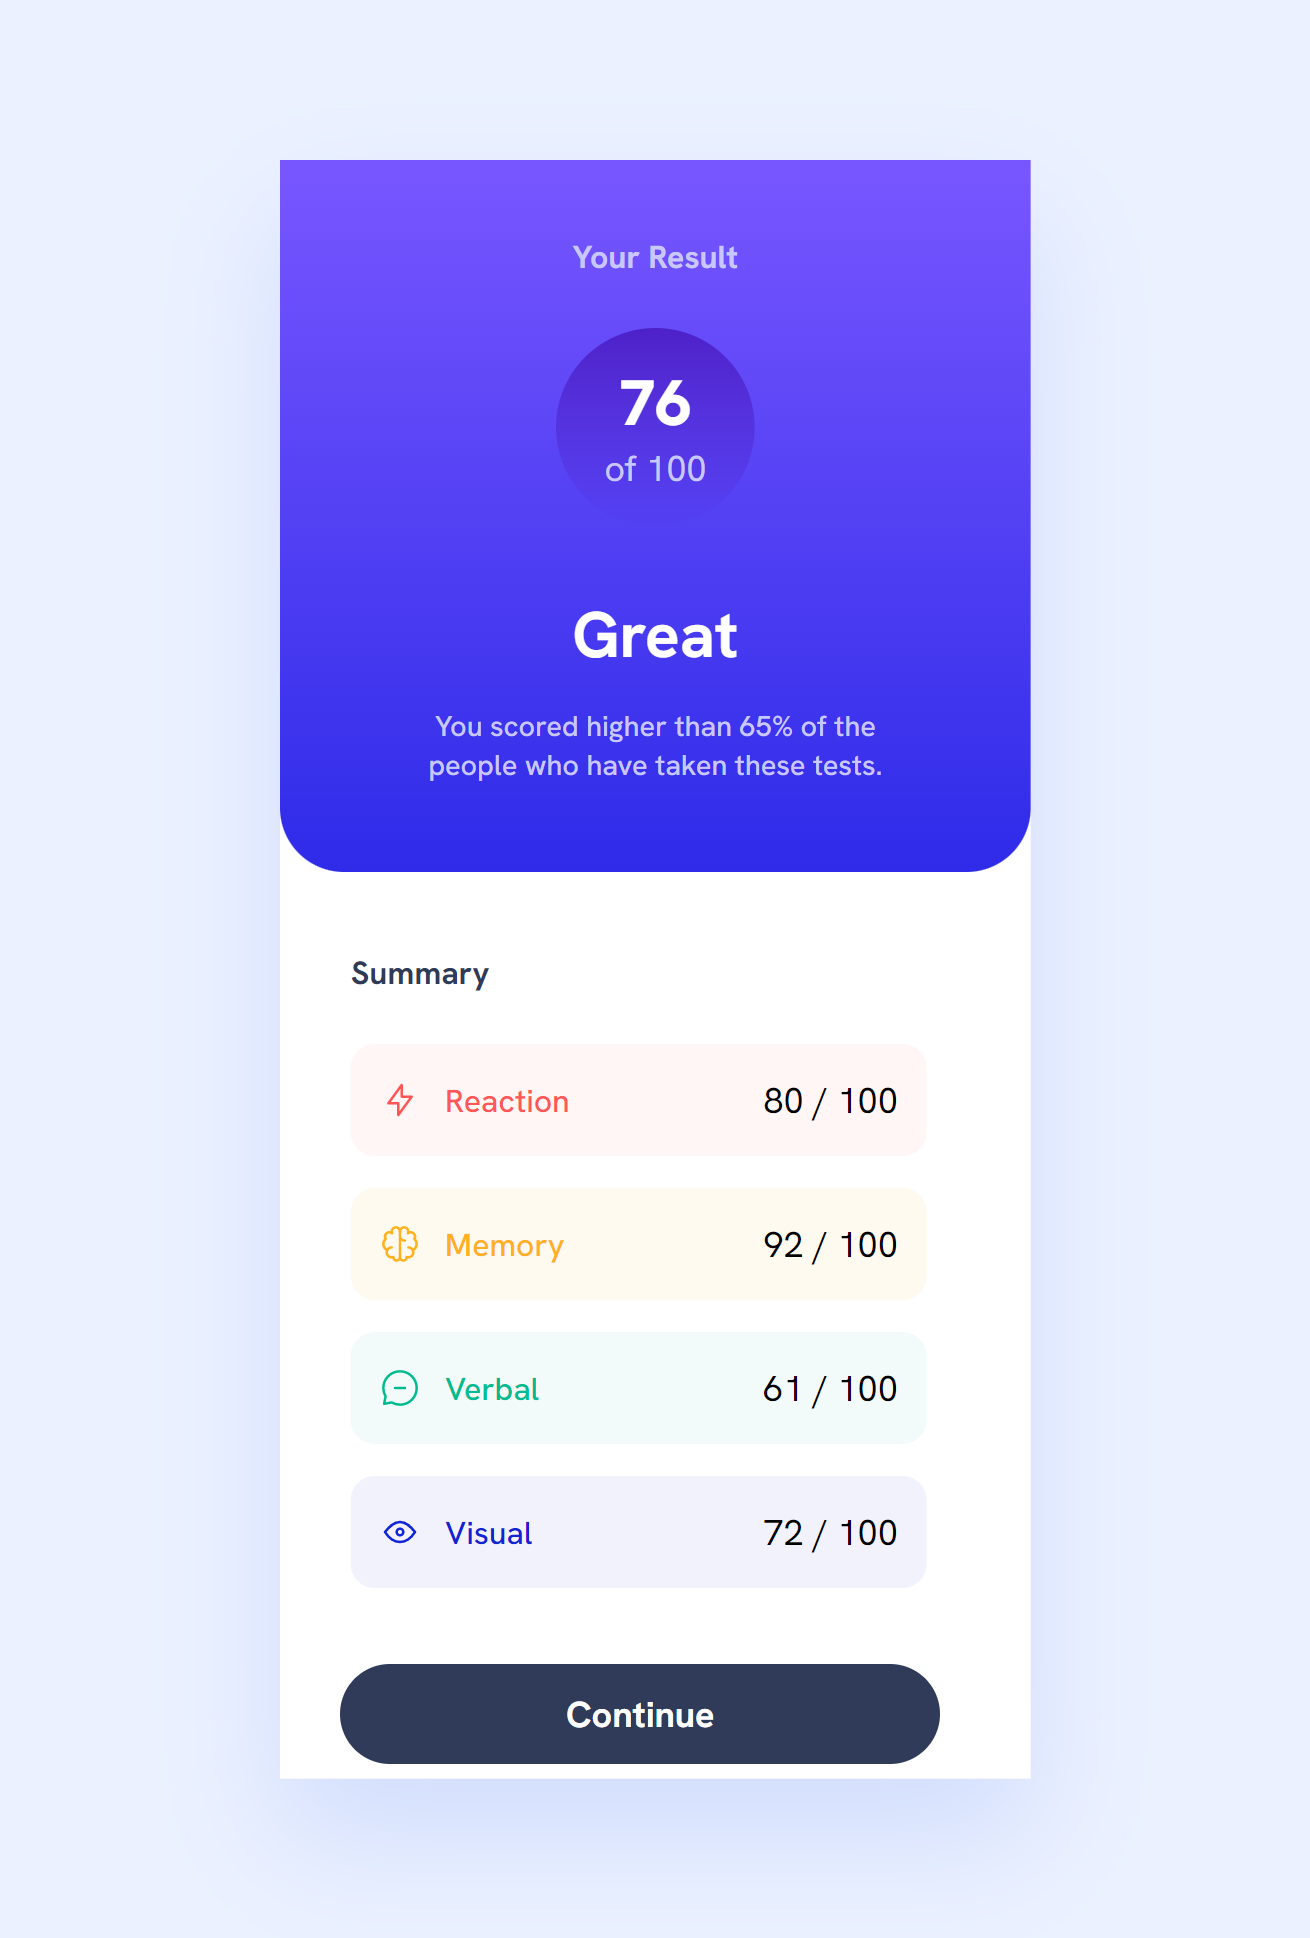 Your Result
76
of 100
Great
You scored higher than 65% of the
people who have taken these tests.
Summary
Reaction 80 / 100
Memory 92 / 100
Verbal 61 / 100
Visual 72 / 100
Continue